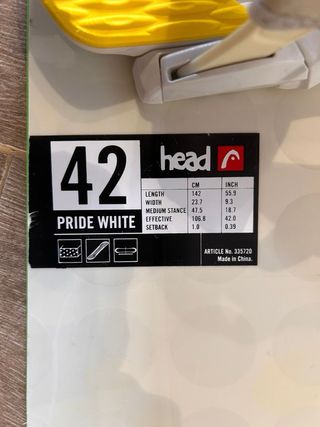 42
PRIDE WHITE
head
CM INCH
LENGTH 142 55.9
WIDTH 23.7 9.3
MEDIUM STANCE 47.5 18.7
EFFECTIVE 106.8 42.0
SETBACK 1.0 0.39
ARTICLE No. 335720
Made in China.